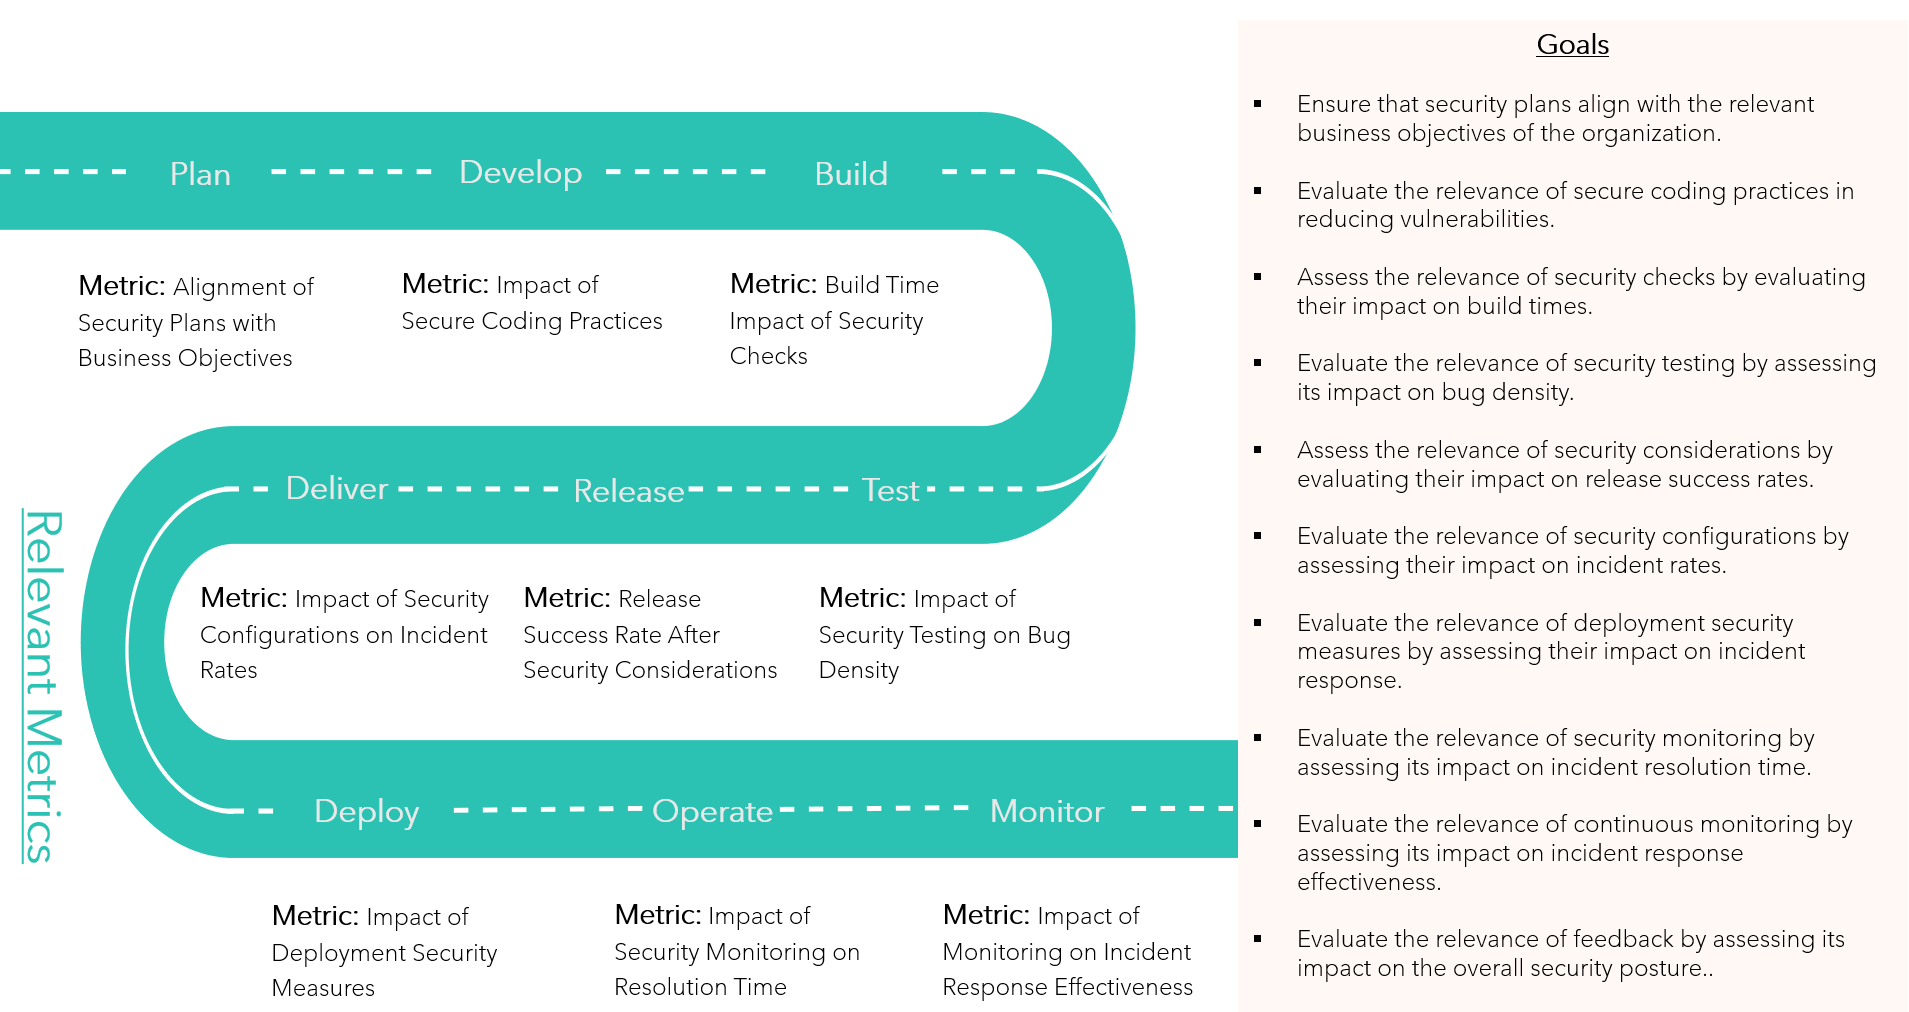 Plan
Develop
Build
Metric: Alignment of
Security Plans with
Business Objectives
Metric: Impact of
Secure Coding Practices
Metric: Build Time
Impact of Security
Checks
Deliver
Release
Test
Metric: Impact of Security
Configurations on Incident
Rates
Metric: Release
Success Rate After
Security Considerations
Metric: Impact of
Security Testing on Bug
Density
Relevant Metrics
Deploy
Operate
Monitor
Metric: Impact of
Deployment Security
Measures
Metric: Impact of
Security Monitoring on
Resolution Time
Metric: Impact of
Monitoring on Incident
Response Effectiveness
Goals
▪ Ensure that security plans align with the relevant
business objectives of the organization.
▪ Evaluate the relevance of secure coding practices in
reducing vulnerabilities.
▪ Assess the relevance of security checks by evaluating
their impact on build times.
▪ Evaluate the relevance of security testing by assessing
its impact on bug density.
▪ Assess the relevance of security considerations by
evaluating their impact on release success rates.
▪ Evaluate the relevance of security configurations by
assessing their impact on incident rates.
▪ Evaluate the relevance of deployment security
measures by assessing their impact on incident
response.
▪ Evaluate the relevance of security monitoring by
assessing its impact on incident resolution time.
▪ Evaluate the relevance of continuous monitoring by
assessing its impact on incident response
effectiveness.
▪ Evaluate the relevance of feedback by assessing its
impact on the overall security posture..